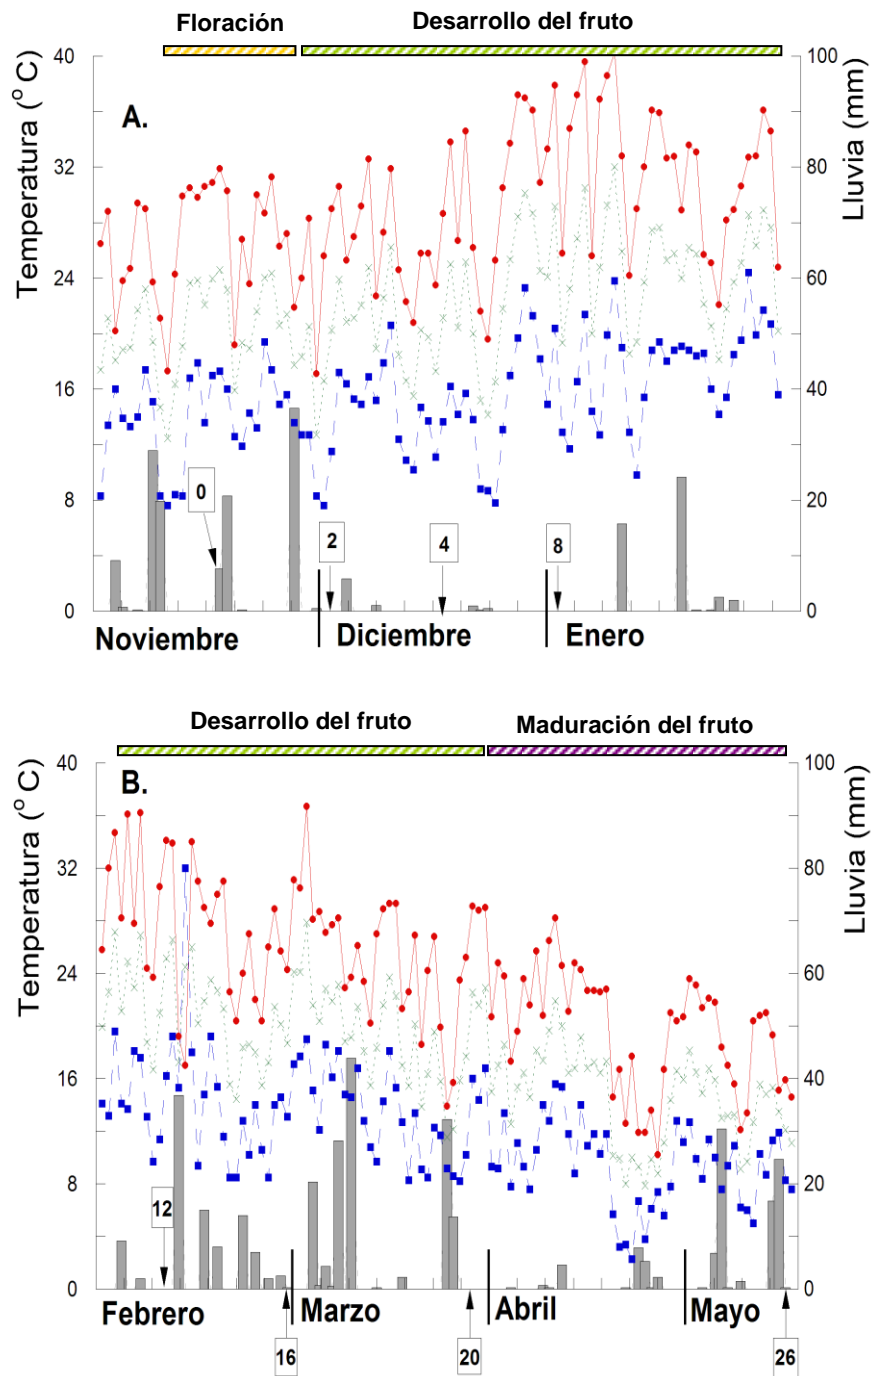 Floración Desarrollo del fruto
40 100
A.
32 80
24 60
16 40
8 20
0 0
0
2
4
8
Temperatura (°C)
Lluvia (mm)
Noviembre Diciembre Enero
Desarrollo del fruto Maduración del fruto
40 100
B.
32 80
24 60
16 40
8 20
0 0
12
Temperatura (°C)
Lluvia (mm)
Febrero Marzo Abril Mayo
16 20 26